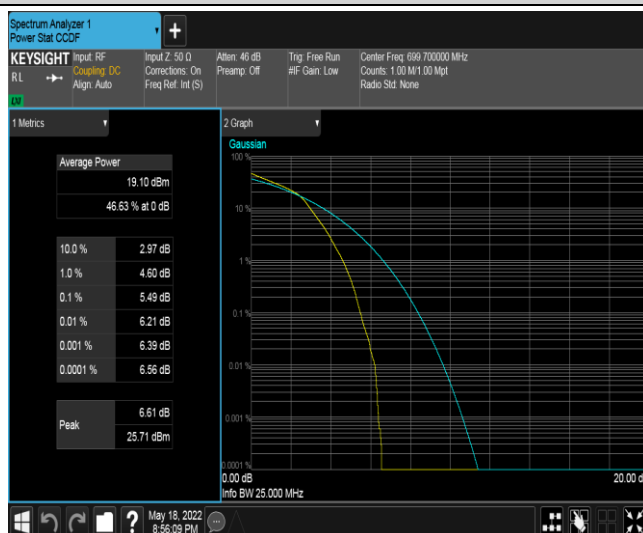 Spectrum Analyzer 1
Power Stat CCDF
+
KEYSIGHT
R L
LXI
Input: RF
Coupling: DC
Align: Auto
Input Z: 50 Ω
Corrections: On
Freq Ref: Int (S)
Atten: 46 dB
Preamp: Off
Trig: Free Run
#IF Gain: Low
Center Freq: 699.700000 MHz
Counts: 1.00 M/1.00 Mpt
Radio Std: None
1 Metrics
Average Power
19.10 dBm
46.63 % at 0 dB
10.0 % 2.97 dB
1.0 % 4.60 dB
0.1 % 5.49 dB
0.01 % 6.21 dB
0.001 % 6.39 dB
0.0001 % 6.56 dB
Peak
6.61 dB
25.71 dBm
2 Graph
Gaussian
100 %
10 %
1 %
0.1 %
0.01 %
0.001 %
0.0001 %
0.00 dB
20.00 d
Info BW 25.000 MHz
?
May 18, 2022
8:56:09 PM